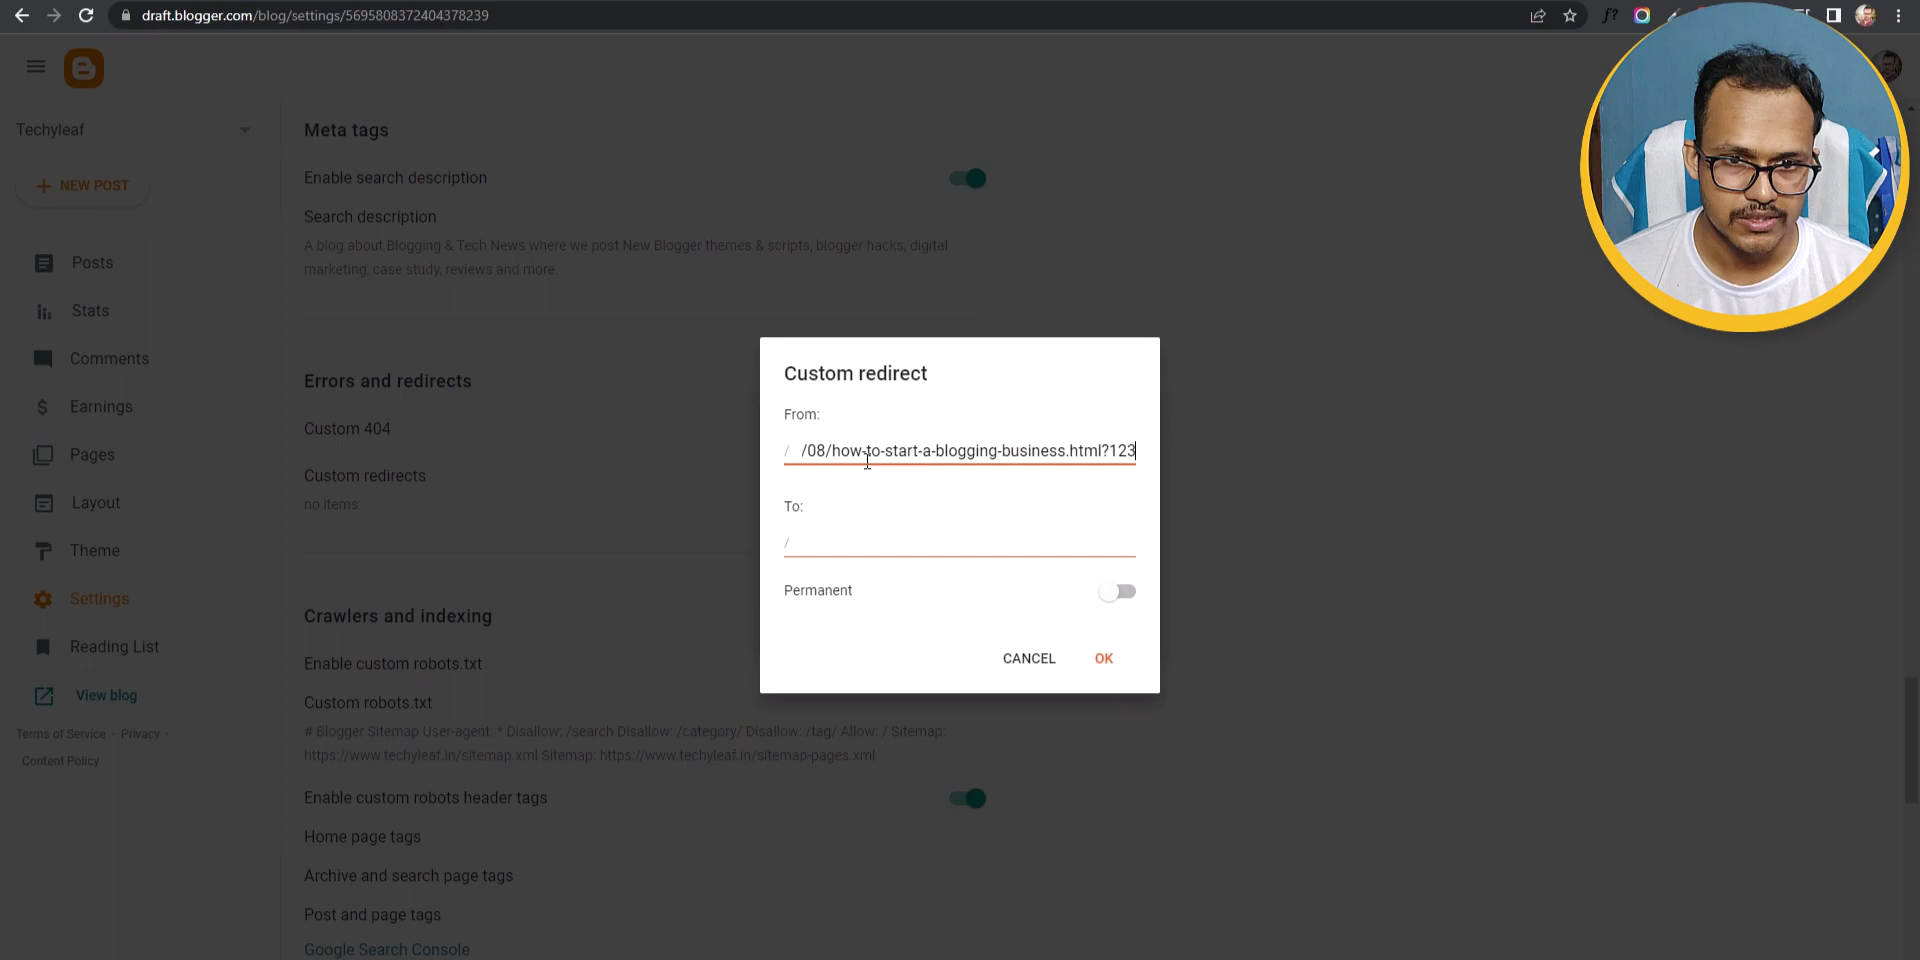 draft.blogger.com/blog/settings/5695808372404378239
f?
Techyleaf
+ NEW POST
Posts
Stats
Comments
Earnings
Pages
Layout
Theme
Settings
Reading List
View blog
Terms of Service · Privacy ·
Content Policy
Meta tags
Enable search description
Search description
A blog about Blogging & Tech News where we post New Blogger themes & scripts, blogger hacks, digital
marketing, case study, reviews and more.
Errors and redirects
Custom 404
Custom redirects
no items
Crawlers and indexing
Enable custom robots.txt
Custom robots.txt
# Blogger Sitemap User-agent: * Disallow: /search Disallow: /category/ Disallow: /tag/ Allow: / Sitemap:
https://www.techyleaf.in/sitemap.xml Sitemap: https://www.techyleaf.in/sitemap-pages.xml
Enable custom robots header tags
Home page tags
Archive and search page tags
Post and page tags
Google Search Console
Custom redirect
From:
/ /08/how-to-start-a-blogging-business.html?123
To:
/
Permanent
CANCEL OK